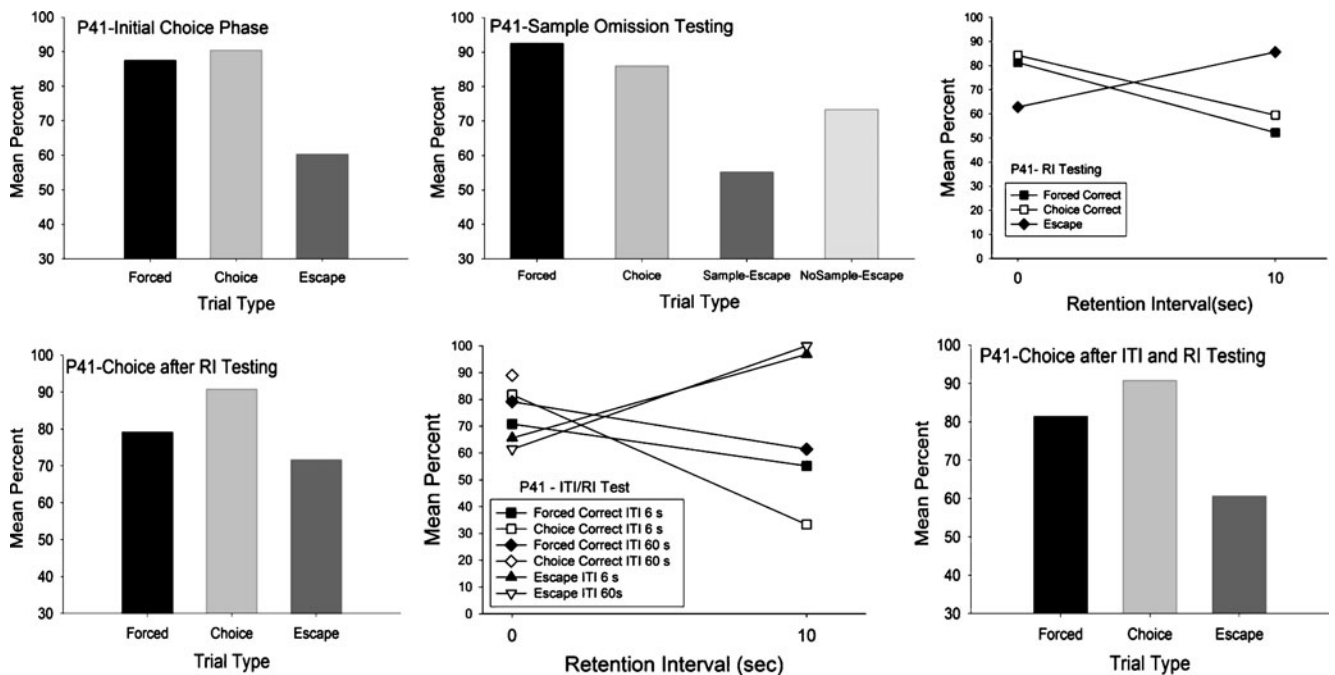 P41-Initial Choice Phase
Mean Percent
100
90
80
70
60
50
40
30
Forced Choice Escape
Trial Type
P41-Sample Omission Testing
Mean Percent
100
90
80
70
60
50
40
30
Forced Choice Sample-Escape NoSample-Escape
Trial Type
Mean Percent
100
90
80
70
60
50
40
30
20
10
0
P41- RI Testing
Forced Correct
Choice Correct
Escape
0 10
Retention Interval(sec)
P41-Choice after RI Testing
Mean Percent
100
90
80
70
60
50
40
30
Forced Choice Escape
Trial Type
Mean Percent
100
90
80
70
60
50
40
30
20
10
0
P41 - ITI/RI Test
Forced Correct ITI 6 s
Choice Correct ITI 6 s
Forced Correct ITI 60 s
Choice Correct ITI 60 s
Escape ITI 6 s
Escape ITI 60s
0 10
Retention Interval (sec)
P41-Choice after ITI and RI Testing
Mean Percent
100
90
80
70
60
50
40
30
Forced Choice Escape
Trial Type